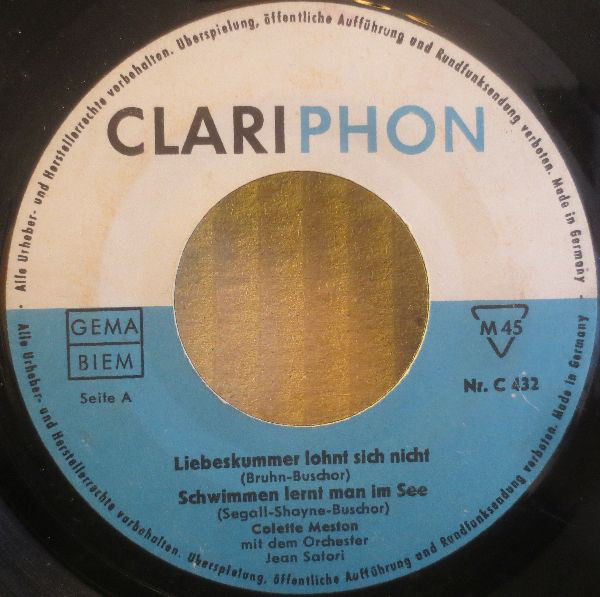 Alle Urheber- und Herstellerrechte vorbehalten. Überspielung, öffentliche Aufführung und Rundfunksendung verboten. Made in Germany
CLARIPHON
GEMA
BIEM
Seite A
M 45
Nr. C 432
Liebeskummer lohnt sich nicht
(Bruhn-Buschor)
Schwimmen lernt man im See
(Segall-Shayne-Buschor)
Colette Meston
mit dem Orchester
Jean Satori
Alle Urheber- und Herstellerrechte vorbehalten. Überspielung, öffentliche Aufführung und Rundfunksendung verboten. Made in Germany